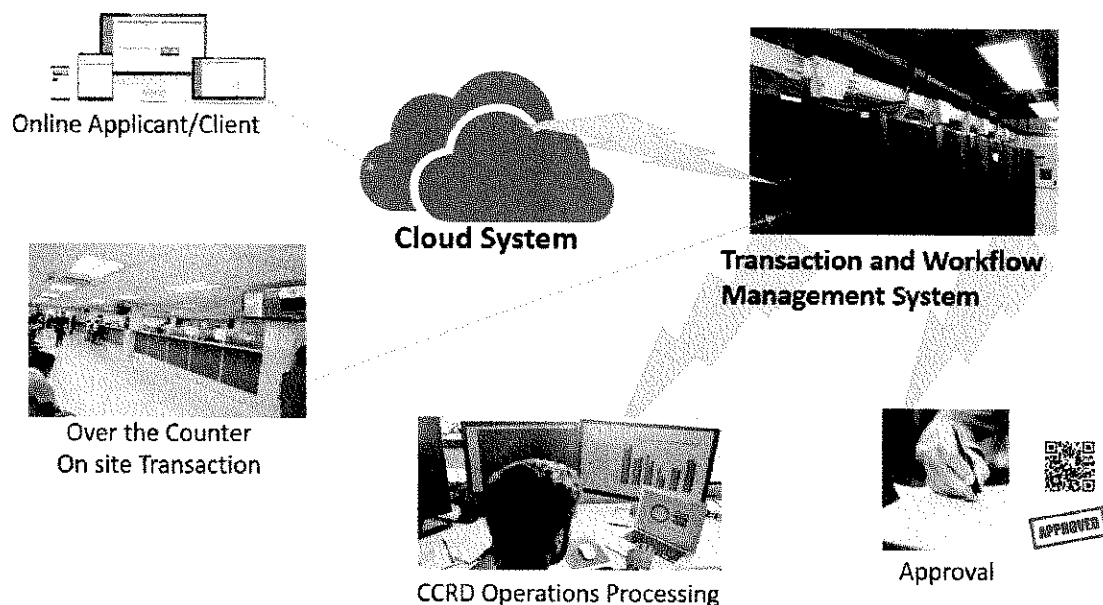 Online Applicant/Client
Cloud System
Transaction and Workflow
Management System
Over the Counter
On site Transaction
APPROVED
Approval
CCRD Operations Processing